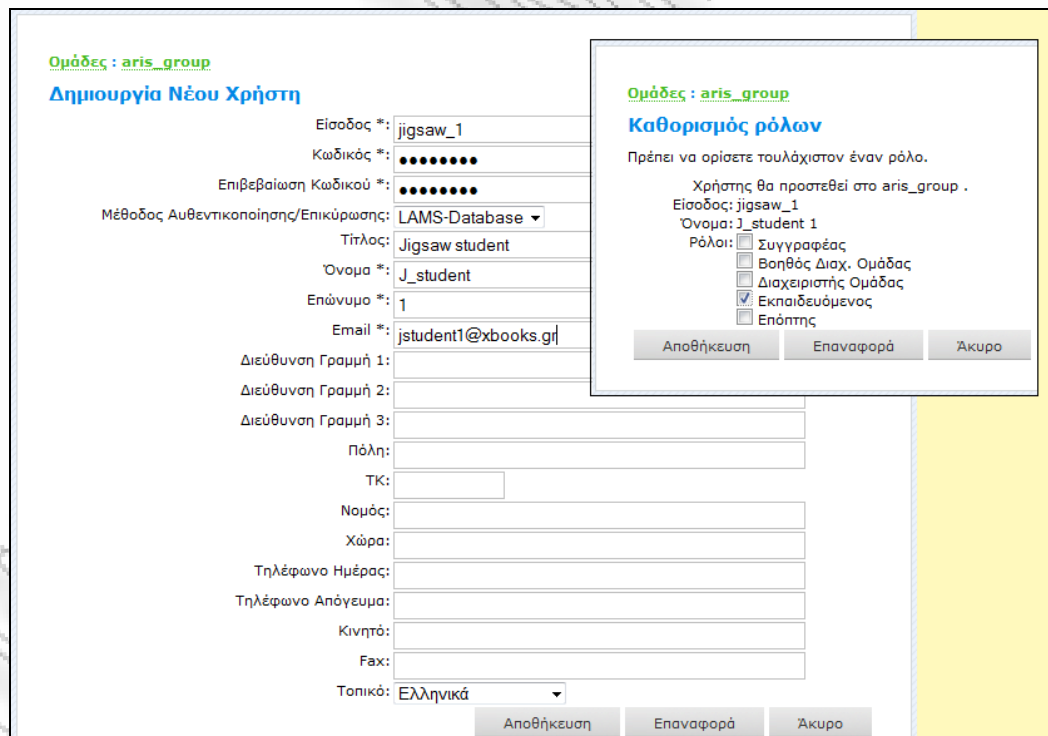 Ομάδες : aris_group
Δημιουργία Νέου Χρήστη
Είσοδος *: jigsaw_1
Κωδικός *: ●●●●●●●●
Επιβεβαίωση Κωδικού *: ●●●●●●●●
Μέθοδος Αυθεντικοποίησης/Επικύρωσης: LAMS-Database
Τίτλος: Jigsaw student
Όνομα *: J_student
Επώνυμο *: 1
Email *: jstudent1@xbooks.gr
Διεύθυνση Γραμμή 1:
Διεύθυνση Γραμμή 2:
Διεύθυνση Γραμμή 3:
Πόλη:
ΤΚ:
Νομός:
Χώρα:
Τηλέφωνο Ημέρας:
Τηλέφωνο Απόγευμα:
Κινητό:
Fax:
Τοπικό: Ελληνικά
Αποθήκευση Επαναφορά Άκυρο
Ομάδες : aris_group
Καθορισμός ρόλων
Πρέπει να ορίσετε τουλάχιστον έναν ρόλο.
Χρήστης θα προστεθεί στο aris_group .
Είσοδος: jigsaw_1
Όνομα: J_student 1
Ρόλοι: Συγγραφέας
Βοηθός Διαχ. Ομάδας
Διαχειριστής Ομάδας
Εκπαιδευόμενος
Επόπτης
Αποθήκευση Επαναφορά Άκυρο